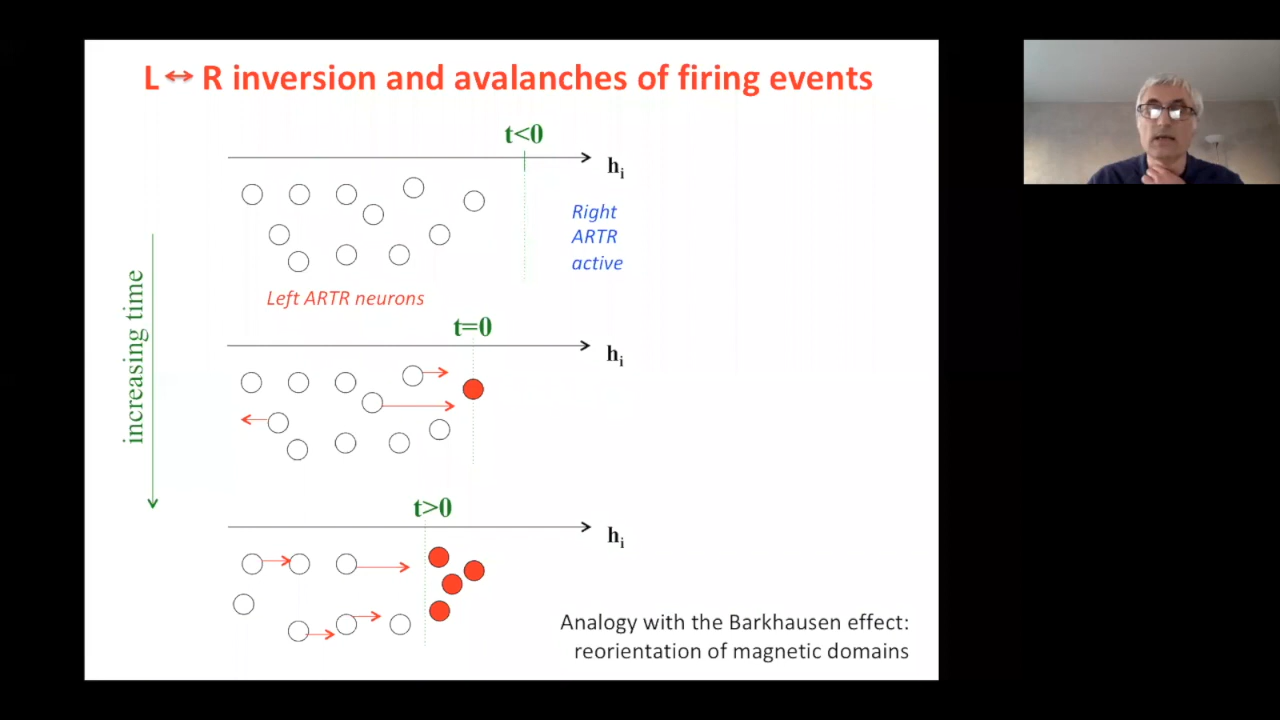 L ↔ R inversion and avalanches of firing events
t<0
hᵢ
Right
ARTR
active
Left ARTR neurons
increasing time
t=0
hᵢ
t>0
hᵢ
Analogy with the Barkhausen effect:
reorientation of magnetic domains